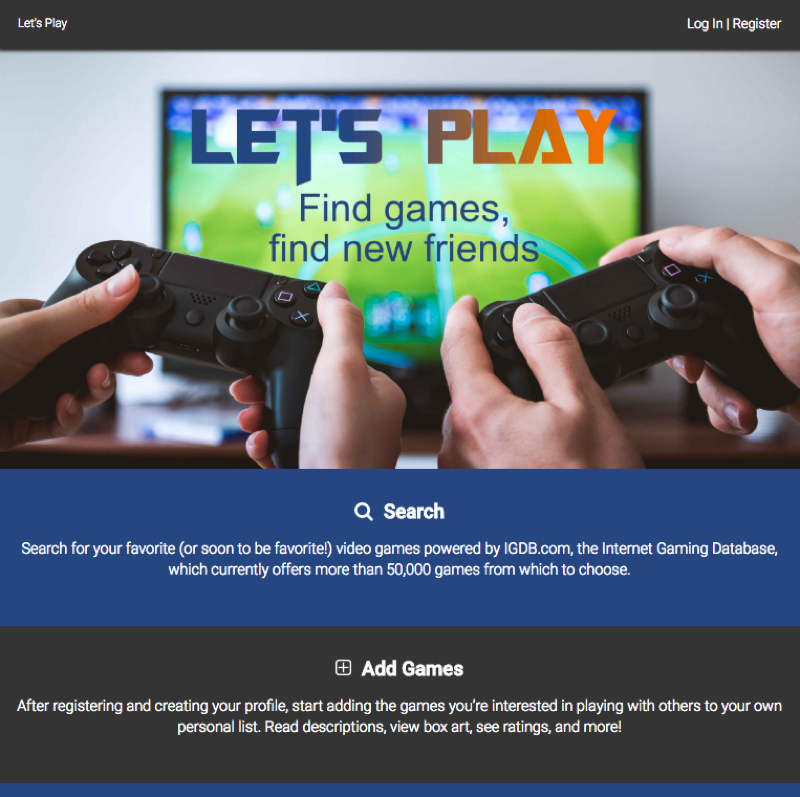 Let's Play
Log In | Register
LET'S PLAY
Find games,
find new friends
Search
Search for your favorite (or soon to be favorite!) video games powered by IGDB.com, the Internet Gaming Database,
which currently offers more than 50,000 games from which to choose.
Add Games
After registering and creating your profile, start adding the games you're interested in playing with others to your own
personal list. Read descriptions, view box art, see ratings, and more!